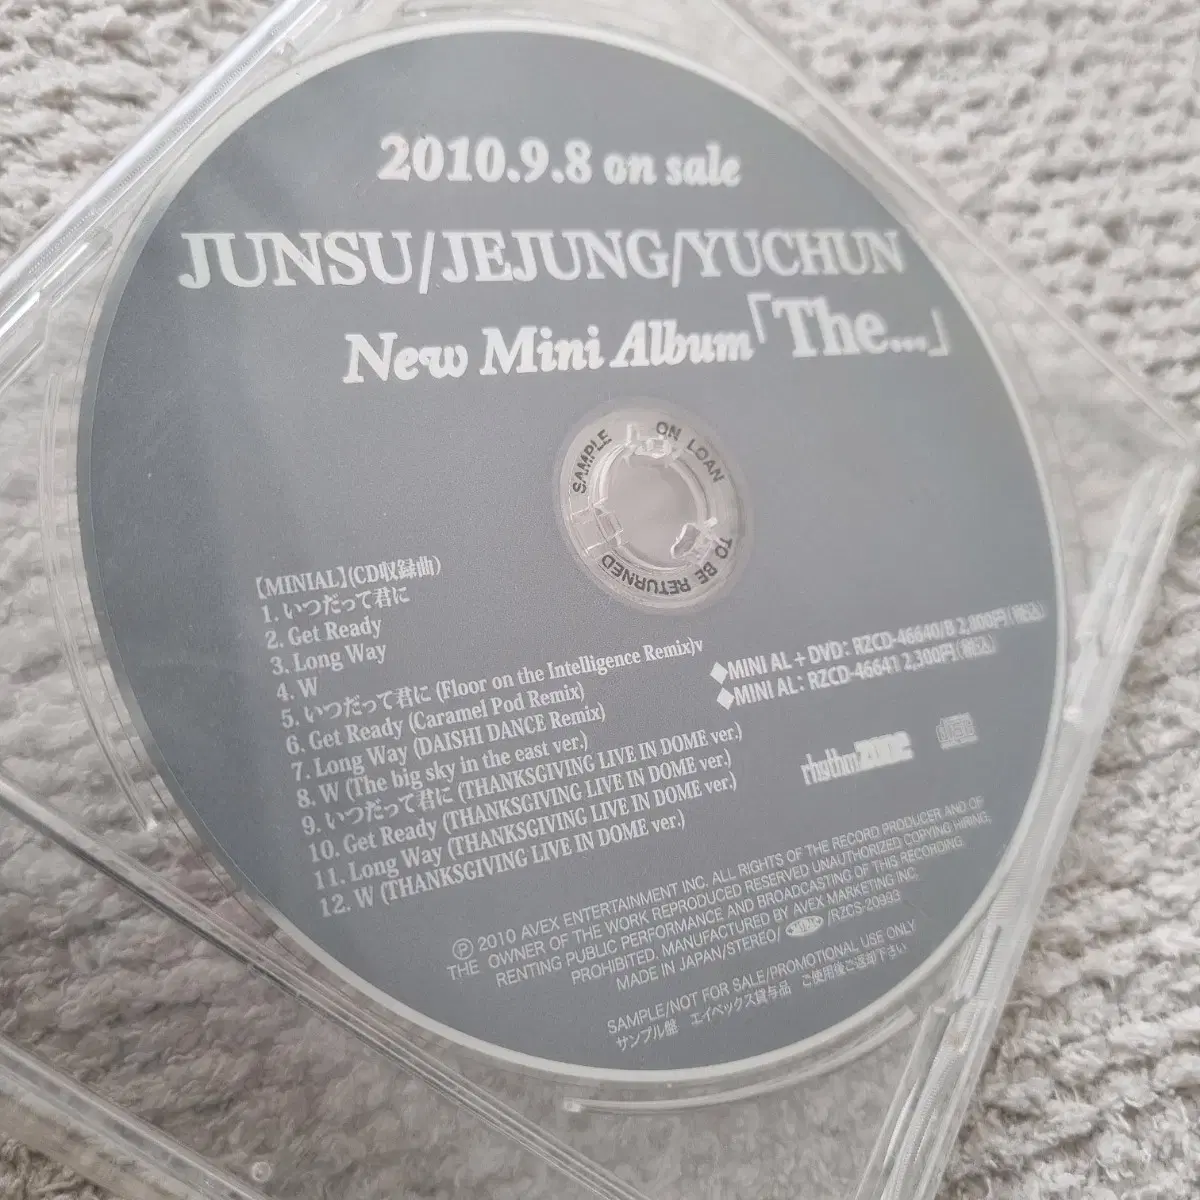 2010.9.8 on sale
JUNSU/JEJUNG/YUCHUN
New Mini Album「The...」
SAMPLE ON LOAN TO BE RETURNED
【MINIAL】(CD収録曲)
1. いつだって君に
2. Get Ready
3. Long Way
4. W
5. いつだって君に (Floor on the Intelligence Remix)v
6. Get Ready (Caramel Pod Remix)
7. Long Way (DAISHI DANCE Remix)
8. W (The big sky in the east ver.)
9. いつだって君に (THANKSGIVING LIVE IN DOME ver.)
10. Get Ready (THANKSGIVING LIVE IN DOME ver.)
11. Long Way (THANKSGIVING LIVE IN DOME ver.)
12. W (THANKSGIVING LIVE IN DOME ver.)
◆MINI AL+DVD: RZCD-46640/B 2,800円(税込)
◆MINI AL: RZCD-46641 2,300円(税込)
rhythm zone
Ⓟ 2010 AVEX ENTERTAINMENT INC. ALL RIGHTS OF THE RECORD PRODUCER AND OF
THE OWNER OF THE WORK REPRODUCED RESERVED UNAUTHORIZED COPYING HIRING,
RENTING PUBLIC PERFORMANCE AND BROADCASTING OF THIS RECORDING
PROHIBITED. MANUFACTURED BY AVEX MARKETING INC.
MADE IN JAPAN/STEREO/ /RZCS-20993
SAMPLE/NOT FOR SALE/PROMOTIONAL USE ONLY
サンプル盤 エイベックス貸与品 ご使用後ご返却下さい